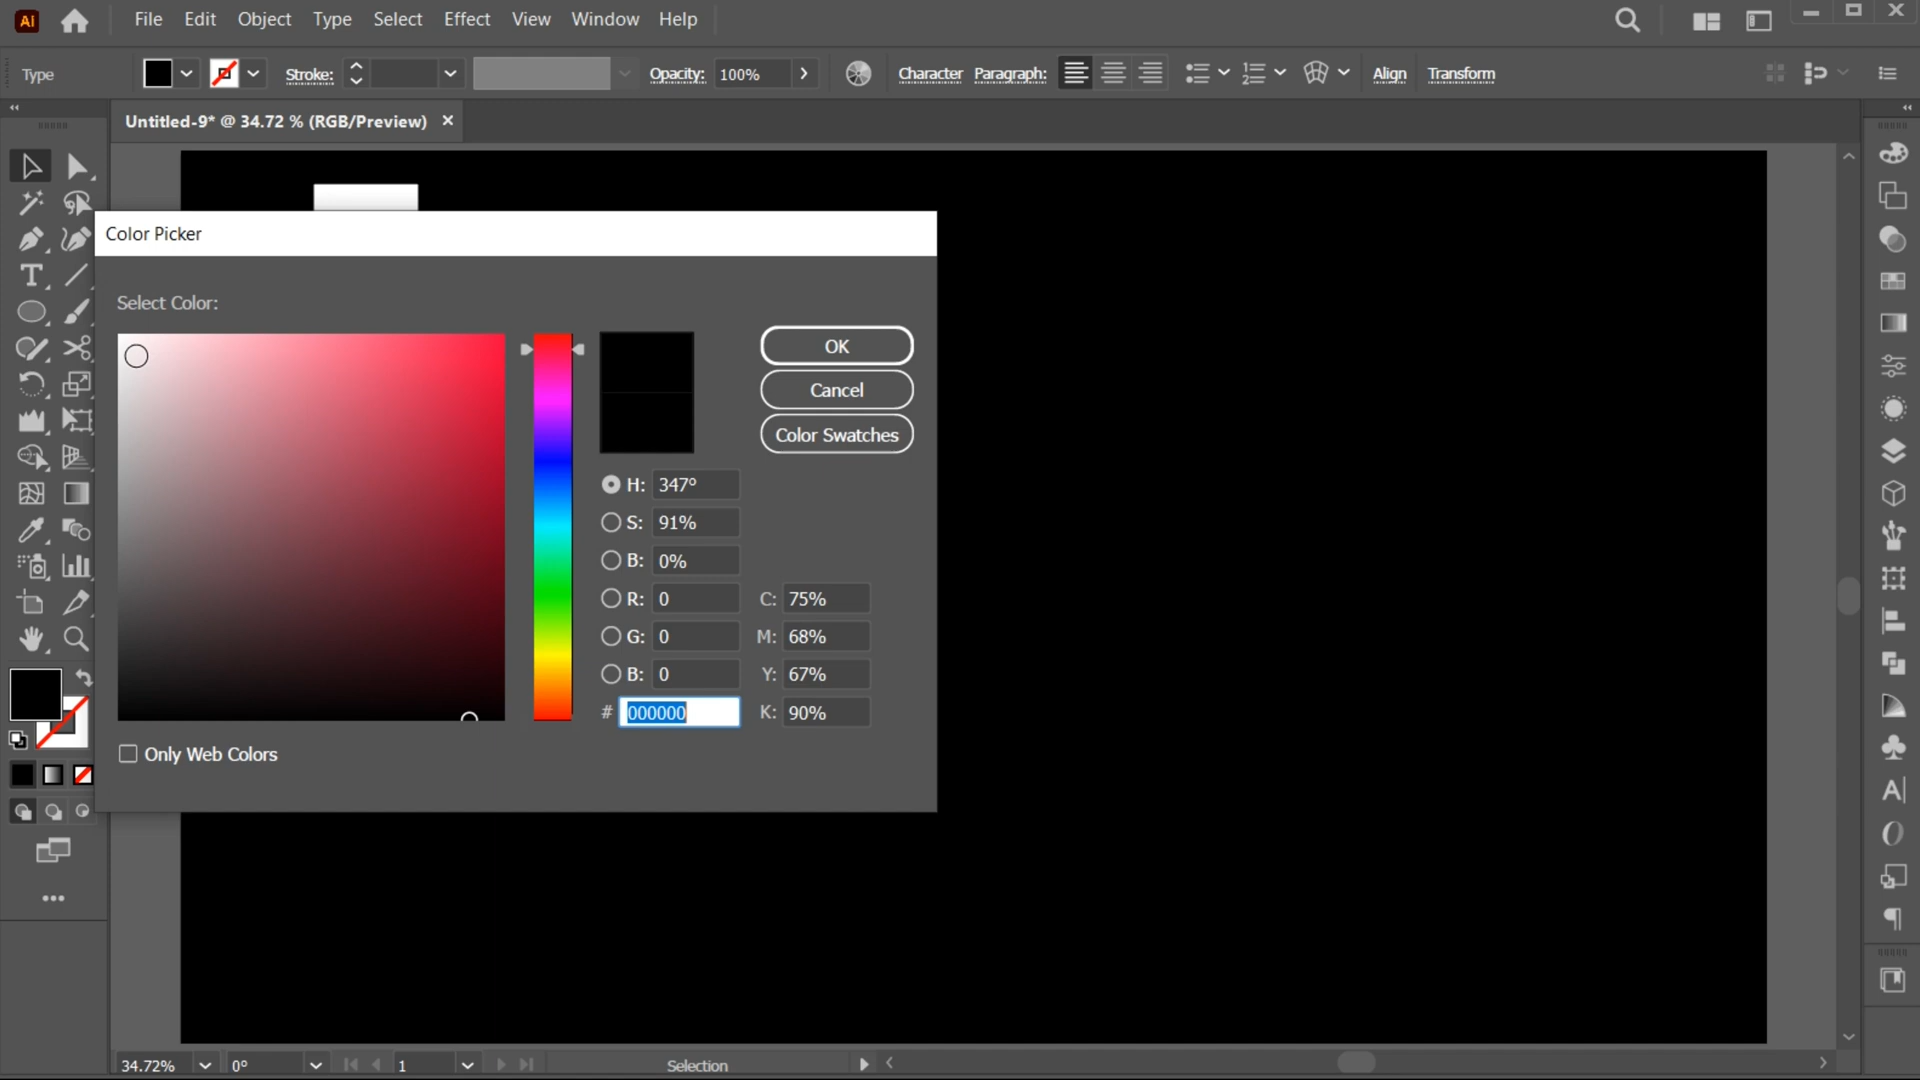 Ai File Edit Object Type Select Effect View Window Help
Type Stroke: Opacity: 100% Character Paragraph: Align Transform
Untitled-9* @ 34.72 % (RGB/Preview)
Color Picker
Select Color:
OK
Cancel
Color Swatches
H: 347°
S: 91%
B: 0%
R: 0 C: 75%
G: 0 M: 68%
B: 0 Y: 67%
# 000000 K: 90%
Only Web Colors
34.72% 0° 1 Selection